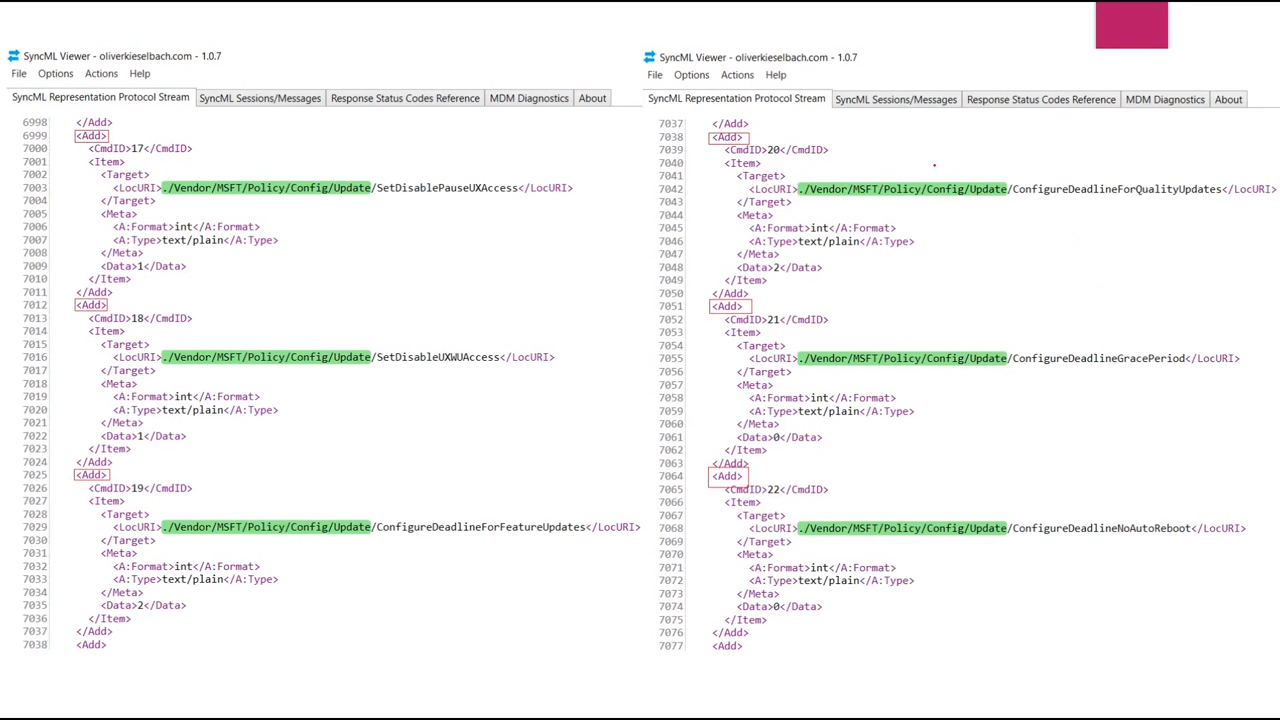 SyncML Viewer - oliverkieselbach.com - 1.0.7
File Options Actions Help
SyncML Representation Protocol Stream SyncML Sessions/Messages Response Status Codes Reference MDM Diagnostics About
6998 </Add>
6999 <Add>
7000 <CmdID>17</CmdID>
7001 <Item>
7002 <Target>
7003 <LocURI>./Vendor/MSFT/Policy/Config/Update/SetDisablePauseUXAccess</LocURI>
7004 </Target>
7005 <Meta>
7006 <A:Format>int</A:Format>
7007 <A:Type>text/plain</A:Type>
7008 </Meta>
7009 <Data>1</Data>
7010 </Item>
7011 </Add>
7012 <Add>
7013 <CmdID>18</CmdID>
7014 <Item>
7015 <Target>
7016 <LocURI>./Vendor/MSFT/Policy/Config/Update/SetDisableUXWUAccess</LocURI>
7017 </Target>
7018 <Meta>
7019 <A:Format>int</A:Format>
7020 <A:Type>text/plain</A:Type>
7021 </Meta>
7022 <Data>1</Data>
7023 </Item>
7024 </Add>
7025 <Add>
7026 <CmdID>19</CmdID>
7027 <Item>
7028 <Target>
7029 <LocURI>./Vendor/MSFT/Policy/Config/Update/ConfigureDeadlineForFeatureUpdates</LocURI>
7030 </Target>
7031 <Meta>
7032 <A:Format>int</A:Format>
7033 <A:Type>text/plain</A:Type>
7034 </Meta>
7035 <Data>2</Data>
7036 </Item>
7037 </Add>
7038 <Add>
SyncML Viewer - oliverkieselbach.com - 1.0.7
File Options Actions Help
SyncML Representation Protocol Stream SyncML Sessions/Messages Response Status Codes Reference MDM Diagnostics About
7037 </Add>
7038 <Add>
7039 <CmdID>20</CmdID>
7040 <Item>
7041 <Target>
7042 <LocURI>./Vendor/MSFT/Policy/Config/Update/ConfigureDeadlineForQualityUpdates</LocURI>
7043 </Target>
7044 <Meta>
7045 <A:Format>int</A:Format>
7046 <A:Type>text/plain</A:Type>
7047 </Meta>
7048 <Data>2</Data>
7049 </Item>
7050 </Add>
7051 <Add>
7052 <CmdID>21</CmdID>
7053 <Item>
7054 <Target>
7055 <LocURI>./Vendor/MSFT/Policy/Config/Update/ConfigureDeadlineGracePeriod</LocURI>
7056 </Target>
7057 <Meta>
7058 <A:Format>int</A:Format>
7059 <A:Type>text/plain</A:Type>
7060 </Meta>
7061 <Data>0</Data>
7062 </Item>
7063 </Add>
7064 <Add>
7065 <CmdID>22</CmdID>
7066 <Item>
7067 <Target>
7068 <LocURI>./Vendor/MSFT/Policy/Config/Update/ConfigureDeadlineNoAutoReboot</LocURI>
7069 </Target>
7070 <Meta>
7071 <A:Format>int</A:Format>
7072 <A:Type>text/plain</A:Type>
7073 </Meta>
7074 <Data>0</Data>
7075 </Item>
7076 </Add>
7077 <Add>